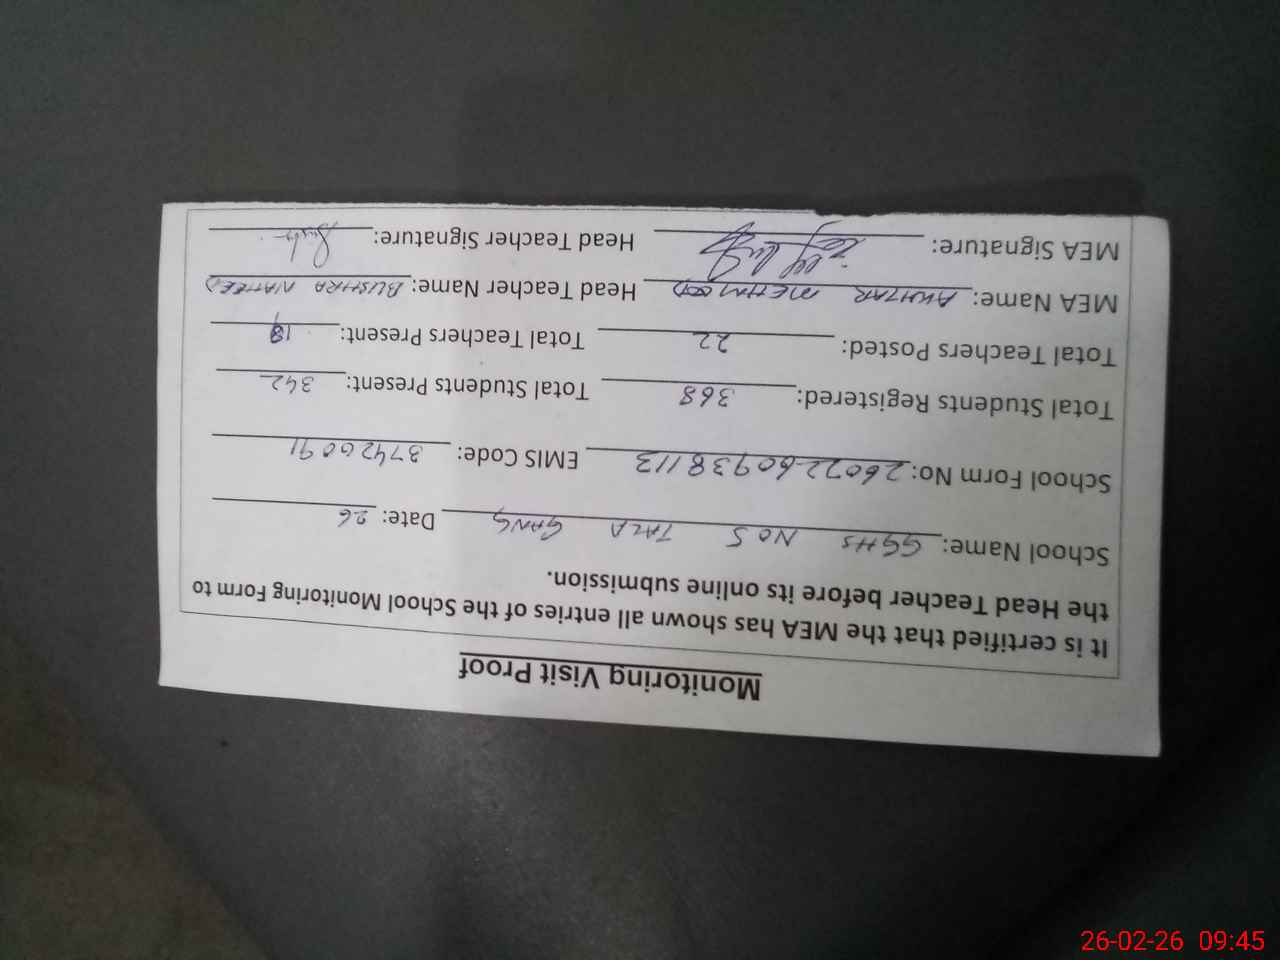 Monitoring Visit Proof
It is certified that the MEA has shown all entries of the School Monitoring Form to
the Head Teacher before its online submission.
School Name: GGHS NO 5 TALA GANG Date: 26
School Form No: 2602260938113 EMIS Code: 37420091
Total Students Registered: 368 Total Students Present: 342
Total Teachers Posted: 22 Total Teachers Present:
MEA Name: AKHTAR MEHMOOD Head Teacher Name: BUSHRA NAHEED
MEA Signature: Head Teacher Signature:
26-02-26 09:45